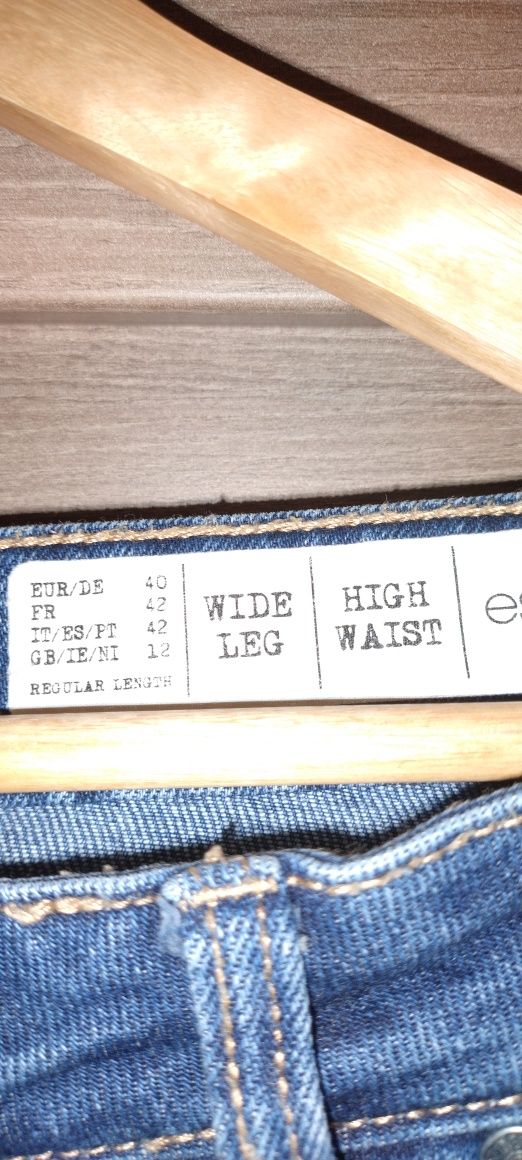 EUR/DE 40
FR 42
IT/ES/PT 42
GB/IE/NI 12
REGULAR LENGTH
WIDE
LEG
HIGH
WAIST
es